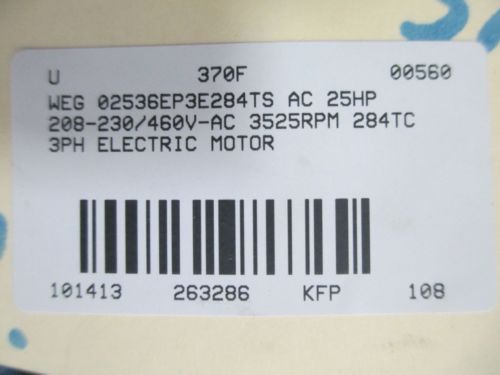 U 370F 00560
WEG 02536EP3E284TS AC 25HP
208-230/460V-AC 3525RPM 284TC
3PH ELECTRIC MOTOR
101413 263286 KFP 108